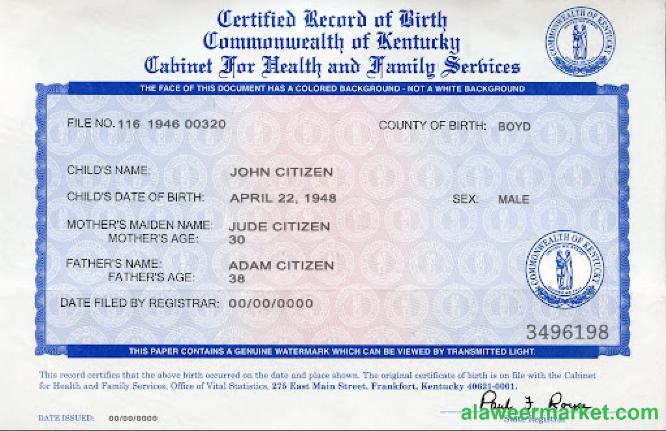 Certified Record of Birth
Commonwealth of Kentucky
Cabinet For Health and Family Services
COMMONWEALTH OF KENTUCKY
THE FACE OF THIS DOCUMENT HAS A COLORED BACKGROUND - NOT A WHITE BACKGROUND
FILE NO. 116 1946 00320 COUNTY OF BIRTH: BOYD
CHILD'S NAME: JOHN CITIZEN
CHILD'S DATE OF BIRTH: APRIL 22, 1948 SEX: MALE
MOTHER'S MAIDEN NAME: JUDE CITIZEN
MOTHER'S AGE: 30
FATHER'S NAME: ADAM CITIZEN
FATHER'S AGE: 38
COMMONWEALTH OF KENTUCKY
DATE FILED BY REGISTRAR: 00/00/0000
3496198
THIS PAPER CONTAINS A GENUINE WATERMARK WHICH CAN BE VIEWED BY TRANSMITTED LIGHT.
This record certifies that the above birth occurred on the date and place shown. The original certificate of birth is on file with the Cabinet
for Health and Family Services, Office of Vital Statistics, 275 East Main Street, Frankfort, Kentucky 40621-0001.
Paul F. Royce
alaweermarket.com
DATE ISSUED: 00/00/0000 State Registrar